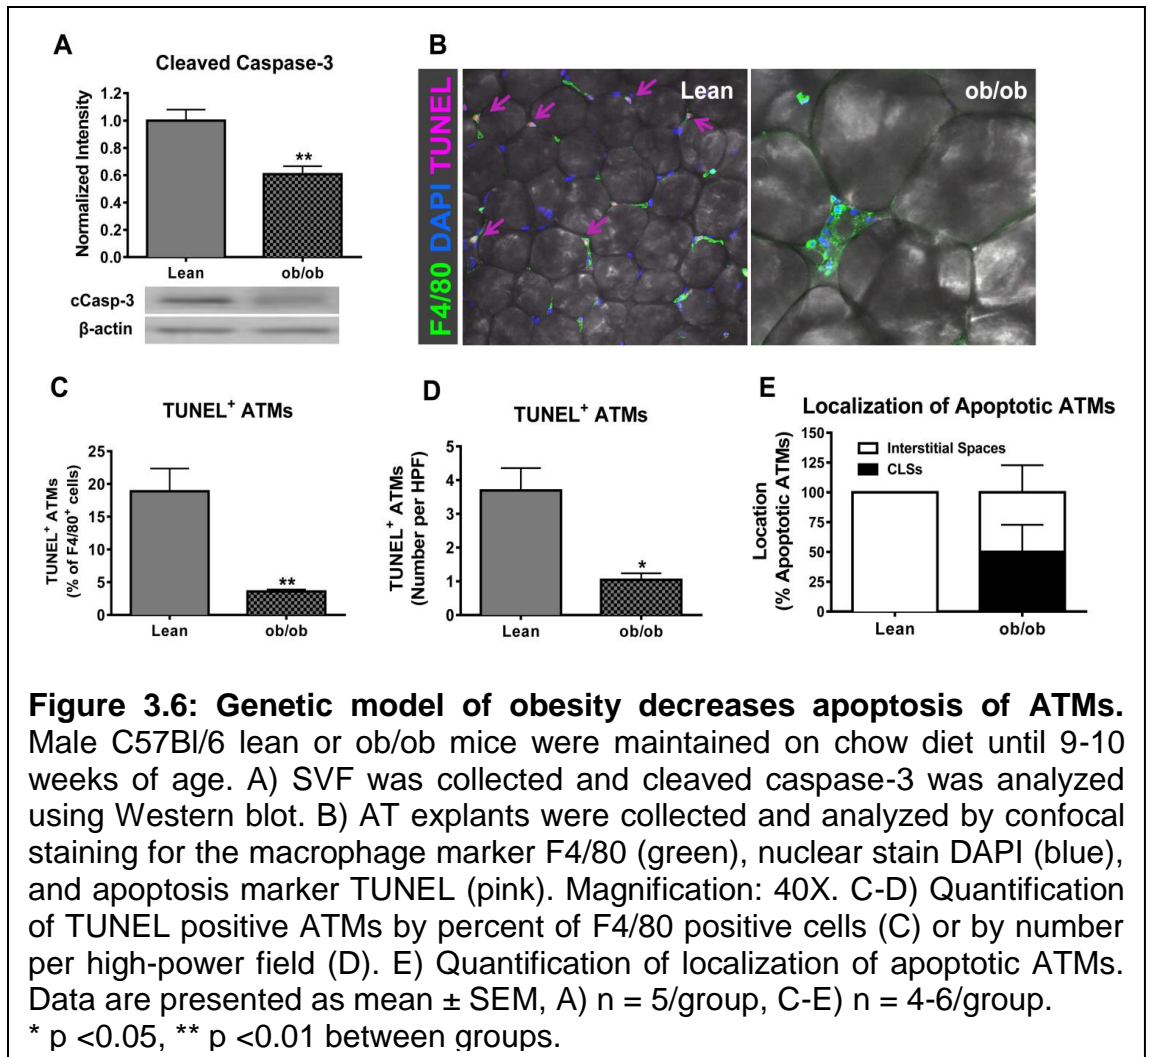 A
Cleaved Caspase-3
Normalized Intensity
1.2
1.0
0.8
0.6
0.4
0.2
0.0
**
Lean
ob/ob
cCasp-3
β-actin
B
F4/80 DAPI TUNEL
Lean
ob/ob
C
TUNEL⁺ ATMs
TUNEL⁺ ATMs
(% of F4/80⁺ cells)
25
20
15
10
5
0
**
Lean
ob/ob
D
TUNEL⁺ ATMs
TUNEL⁺ ATMs
(Number per HPF)
5
4
3
2
1
0
*
Lean
ob/ob
E
Localization of Apoptotic ATMs
Location
(% Apoptotic ATMs)
150
125
100
75
50
25
0
Interstitial Spaces
CLSs
Lean
ob/ob
Figure 3.6: Genetic model of obesity decreases apoptosis of ATMs.
Male C57Bl/6 lean or ob/ob mice were maintained on chow diet until 9-10
weeks of age. A) SVF was collected and cleaved caspase-3 was analyzed
using Western blot. B) AT explants were collected and analyzed by confocal
staining for the macrophage marker F4/80 (green), nuclear stain DAPI (blue),
and apoptosis marker TUNEL (pink). Magnification: 40X. C-D) Quantification
of TUNEL positive ATMs by percent of F4/80 positive cells (C) or by number
per high-power field (D). E) Quantification of localization of apoptotic ATMs.
Data are presented as mean ± SEM, A) n = 5/group, C-E) n = 4-6/group.
* p <0.05, ** p <0.01 between groups.